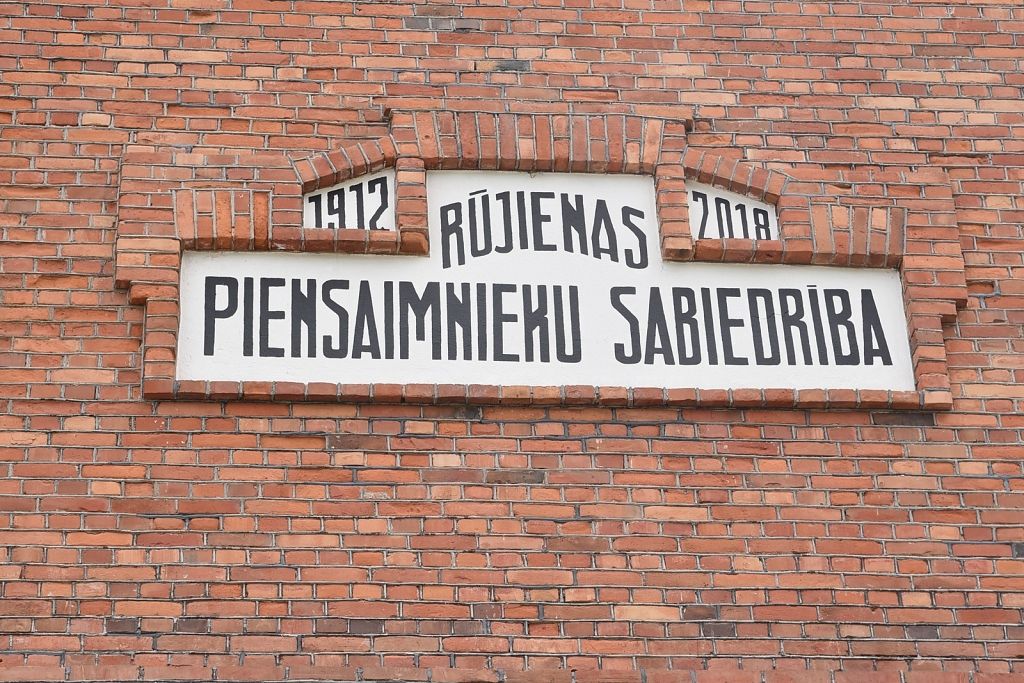 1912 RŪJIENAS 2018
PIENSAIMNIEKU SABIEDRĪBA